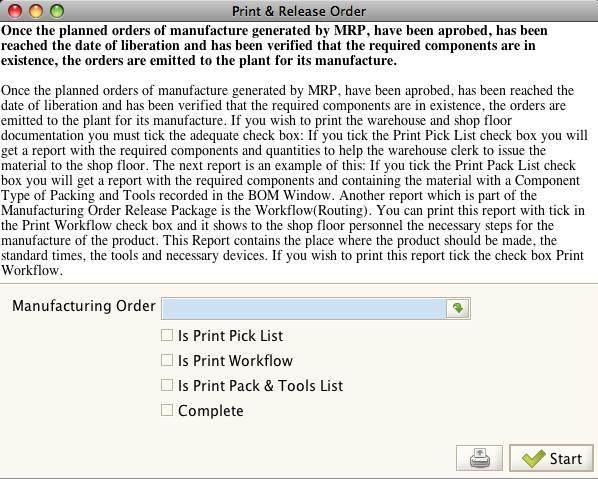 Print & Release Order
Once the planned orders of manufacture generated by MRP, have been aprobed, has been
reached the date of liberation and has been verified that the required components are in
existence, the orders are emitted to the plant for its manufacture.
Once the planned orders of manufacture generated by MRP, have been aprobed, has been reached the
date of liberation and has been verified that the required components are in existence, the orders are
emitted to the plant for its manufacture. If you wish to print the warehouse and shop floor
documentation you must tick the adequate check box: If you tick the Print Pick List check box you will
get a report with the required components and quantities to help the warehouse clerk to issue the
material to the shop floor. The next report is an example of this: If you tick the Print Pack List check
box you will get a report with the required components and containing the material with a Component
Type of Packing and Tools recorded in the BOM Window. Another report which is part of the
Manufacturing Order Release Package is the Workflow(Routing). You can print this report with tick in
the Print Workflow check box and it shows to the shop floor personnel the necessary steps for the
manufacture of the product. This Report contains the place where the product should be made, the
standard times, the tools and necessary devices. If you wish to print this report tick the check box Print
Workflow.
Manufacturing Order
Is Print Pick List
Is Print Workflow
Is Print Pack & Tools List
Complete
Start